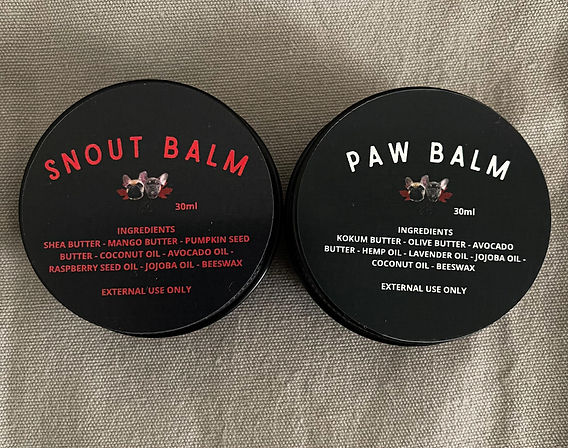 SNOUT BALM
30ml
INGREDIENTS
SHEA BUTTER - MANGO BUTTER - PUMPKIN SEED
BUTTER - COCONUT OIL - AVOCADO OIL -
RASPBERRY SEED OIL - JOJOBA OIL - BEESWAX
EXTERNAL USE ONLY
PAW BALM
30ml
INGREDIENTS
KOKUM BUTTER - OLIVE BUTTER - AVOCADO
BUTTER - HEMP OIL - LAVENDER OIL - JOJOBA OIL -
COCONUT OIL - BEESWAX
EXTERNAL USE ONLY